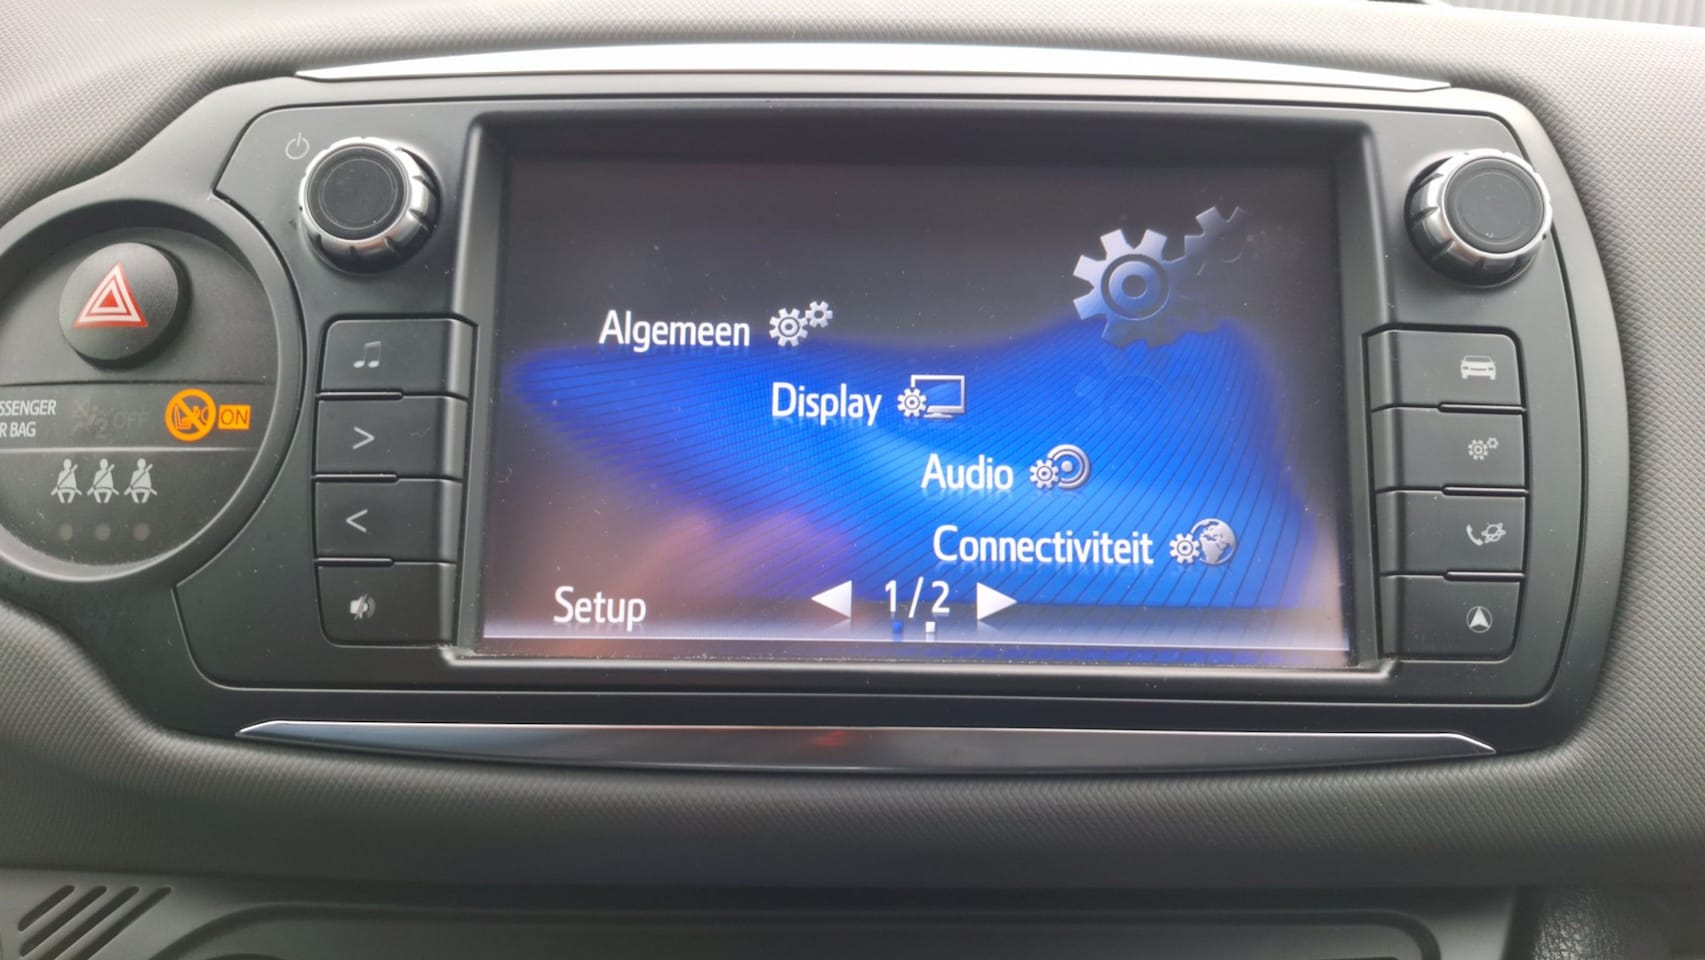 Algemeen
Display
Audio
Connectiviteit
Setup
1/2
OFF
ON